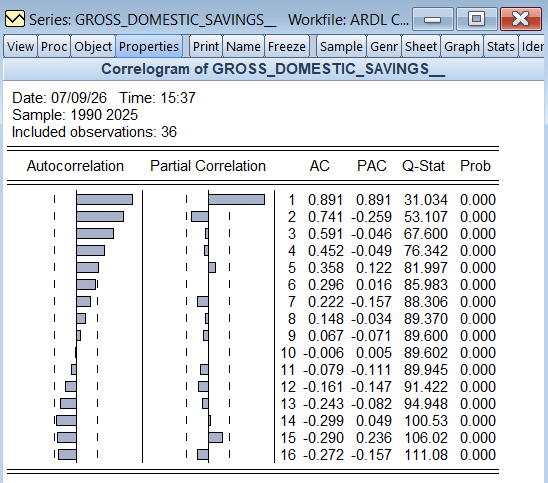 Series: GROSS_DOMESTIC_SAVINGS__ Workfile: ARDL C...
View Proc Object Properties Print Name Freeze Sample Genr Sheet Graph Stats Iden
Correlogram of GROSS_DOMESTIC_SAVINGS__
Date: 07/09/26 Time: 15:37
Sample: 1990 2025
Included observations: 36
Autocorrelation Partial Correlation AC PAC Q-Stat Prob
1 0.891 0.891 31.034 0.000
2 0.741 -0.259 53.107 0.000
3 0.591 -0.046 67.600 0.000
4 0.452 -0.049 76.342 0.000
5 0.358 0.122 81.997 0.000
6 0.296 0.016 85.983 0.000
7 0.222 -0.157 88.306 0.000
8 0.148 -0.034 89.370 0.000
9 0.067 -0.071 89.600 0.000
10 -0.006 0.005 89.602 0.000
11 -0.079 -0.111 89.945 0.000
12 -0.161 -0.147 91.422 0.000
13 -0.243 -0.082 94.948 0.000
14 -0.299 0.049 100.53 0.000
15 -0.290 0.236 106.02 0.000
16 -0.272 -0.157 111.08 0.000